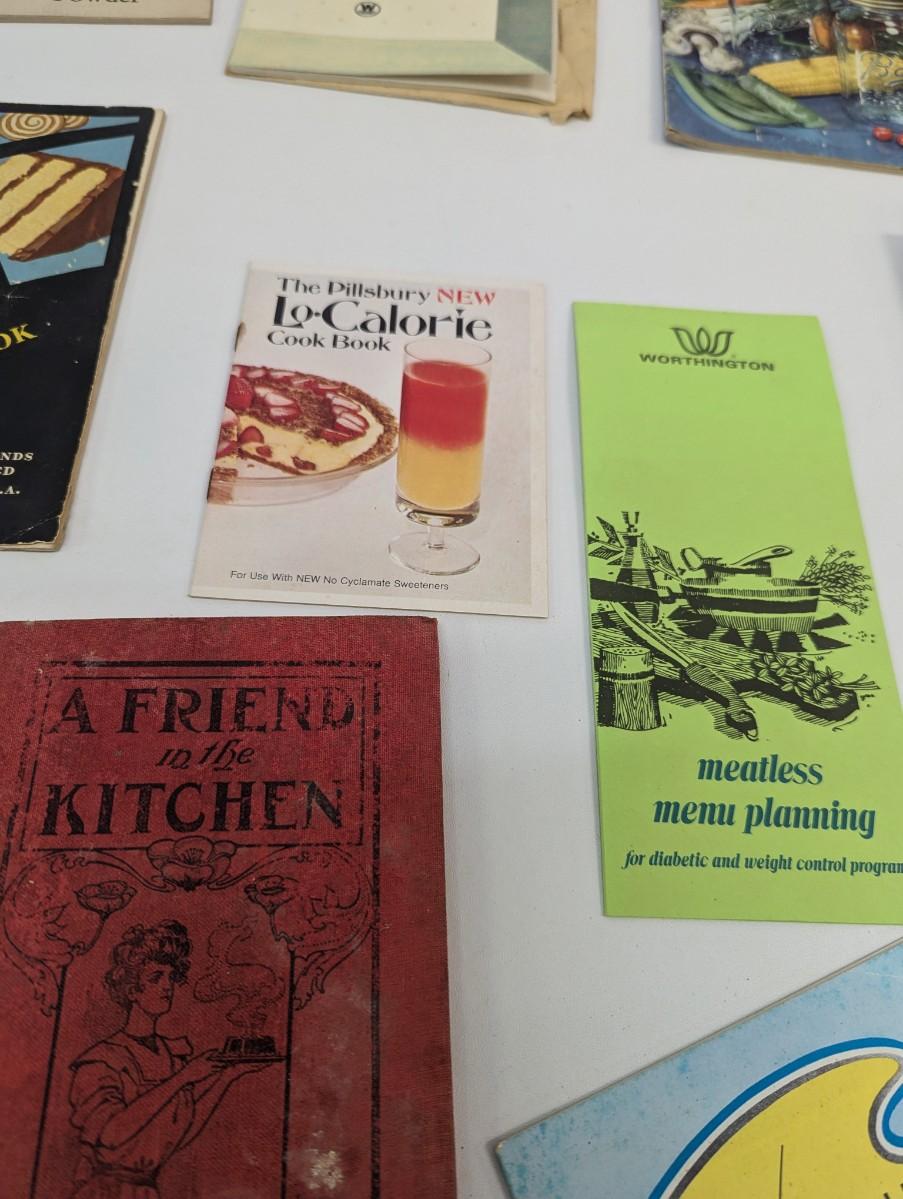 W
OK
NDS
D
.A.
The Pillsbury NEW
Lo-Calorie
Cook Book
For Use With NEW No Cyclamate Sweeteners
WORTHINGTON
meatless
menu planning
for diabetic and weight control program
A FRIEND
in the
KITCHEN